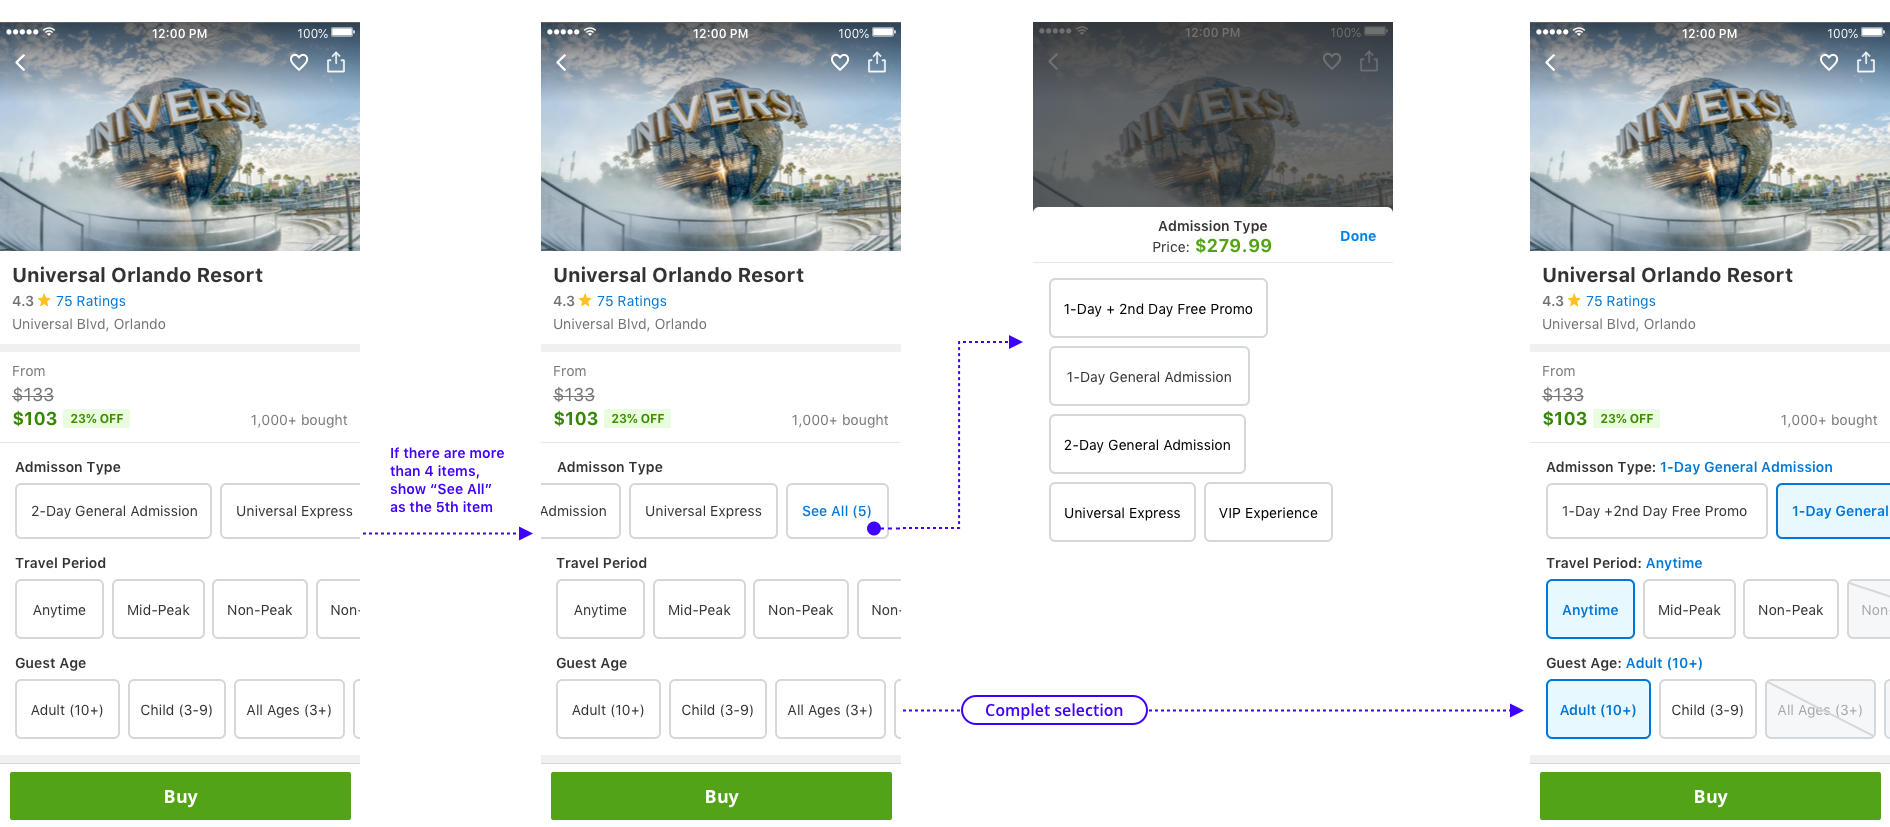 12:00 PM
100%
UNIVERSA
Universal Orlando Resort
4.3 75 Ratings
Universal Blvd, Orlando
From
$133
$103 23% OFF 1,000+ bought
Admisson Type
2-Day General Admission Universal Express
Travel Period
Anytime Mid-Peak Non-Peak Non-
Guest Age
Adult (10+) Child (3-9) All Ages (3+)
Buy
If there are more
than 4 items,
show “See All”
as the 5th item
12:00 PM
100%
UNIVERSA
Universal Orlando Resort
4.3 75 Ratings
Universal Blvd, Orlando
From
$133
$103 23% OFF 1,000+ bought
Admisson Type
Admission Universal Express See All (5)
Travel Period
Anytime Mid-Peak Non-Peak Non-
Guest Age
Adult (10+) Child (3-9) All Ages (3+)
Buy
12:00 PM
100%
UNIVERSA
Admission Type
Price: $279.99
Done
1-Day + 2nd Day Free Promo
1-Day General Admission
2-Day General Admission
Universal Express VIP Experience
Complet selection
12:00 PM
100%
UNIVERSA
Universal Orlando Resort
4.3 75 Ratings
Universal Blvd, Orlando
From
$133
$103 23% OFF 1,000+ bought
Admisson Type: 1-Day General Admission
1-Day +2nd Day Free Promo 1-Day General
Travel Period: Anytime
Anytime Mid-Peak Non-Peak Non-
Guest Age: Adult (10+)
Adult (10+) Child (3-9) All Ages (3+)
Buy